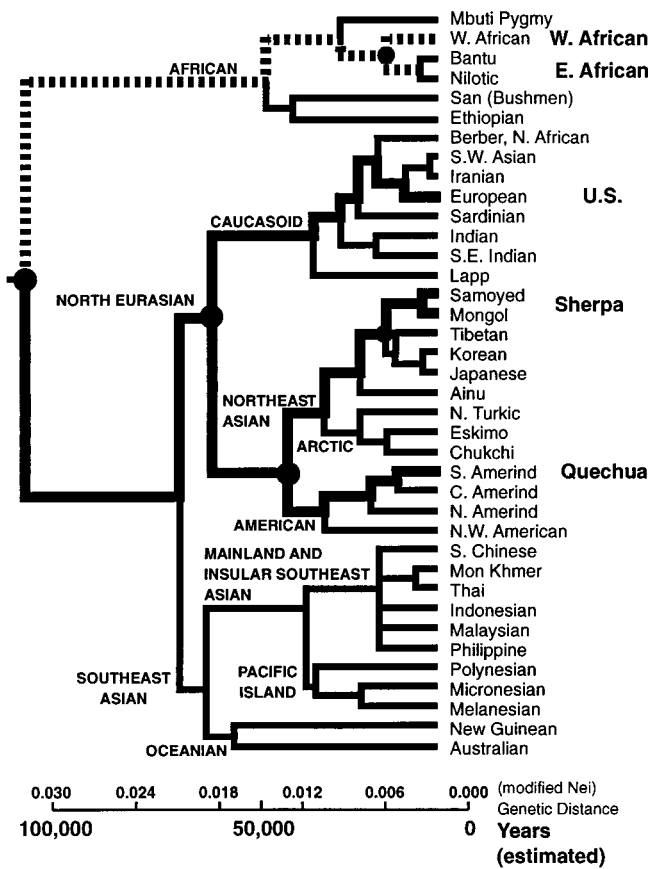 Mbuti Pygmy
W. African W. African
Bantu
E. African
AFRICAN
Nilotic
San (Bushmen)
Ethiopian
Berber, N. African
S.W. Asian
Iranian
European U.S.
Sardinian
CAUCASOID
Indian
S.E. Indian
Lapp
NORTH EURASIAN
Samoyed
Sherpa
Mongol
Tibetan
Korean
Japanese
Ainu
NORTHEAST
ASIAN
N. Turkic
Eskimo
ARCTIC
Chukchi
S. Amerind Quechua
C. Amerind
N. Amerind
AMERICAN
N.W. American
MAINLAND AND
INSULAR SOUTHEAST
ASIAN
S. Chinese
Mon Khmer
Thai
Indonesian
Malaysian
Philippine
SOUTHEAST
ASIAN
PACIFIC
ISLAND
Polynesian
Micronesian
Melanesian
New Guinean
OCEANIAN
Australian
0.030 0.024 0.018 0.012 0.006 0.000 (modified Nei)
Genetic Distance
100,000 50,000 0 Years
(estimated)